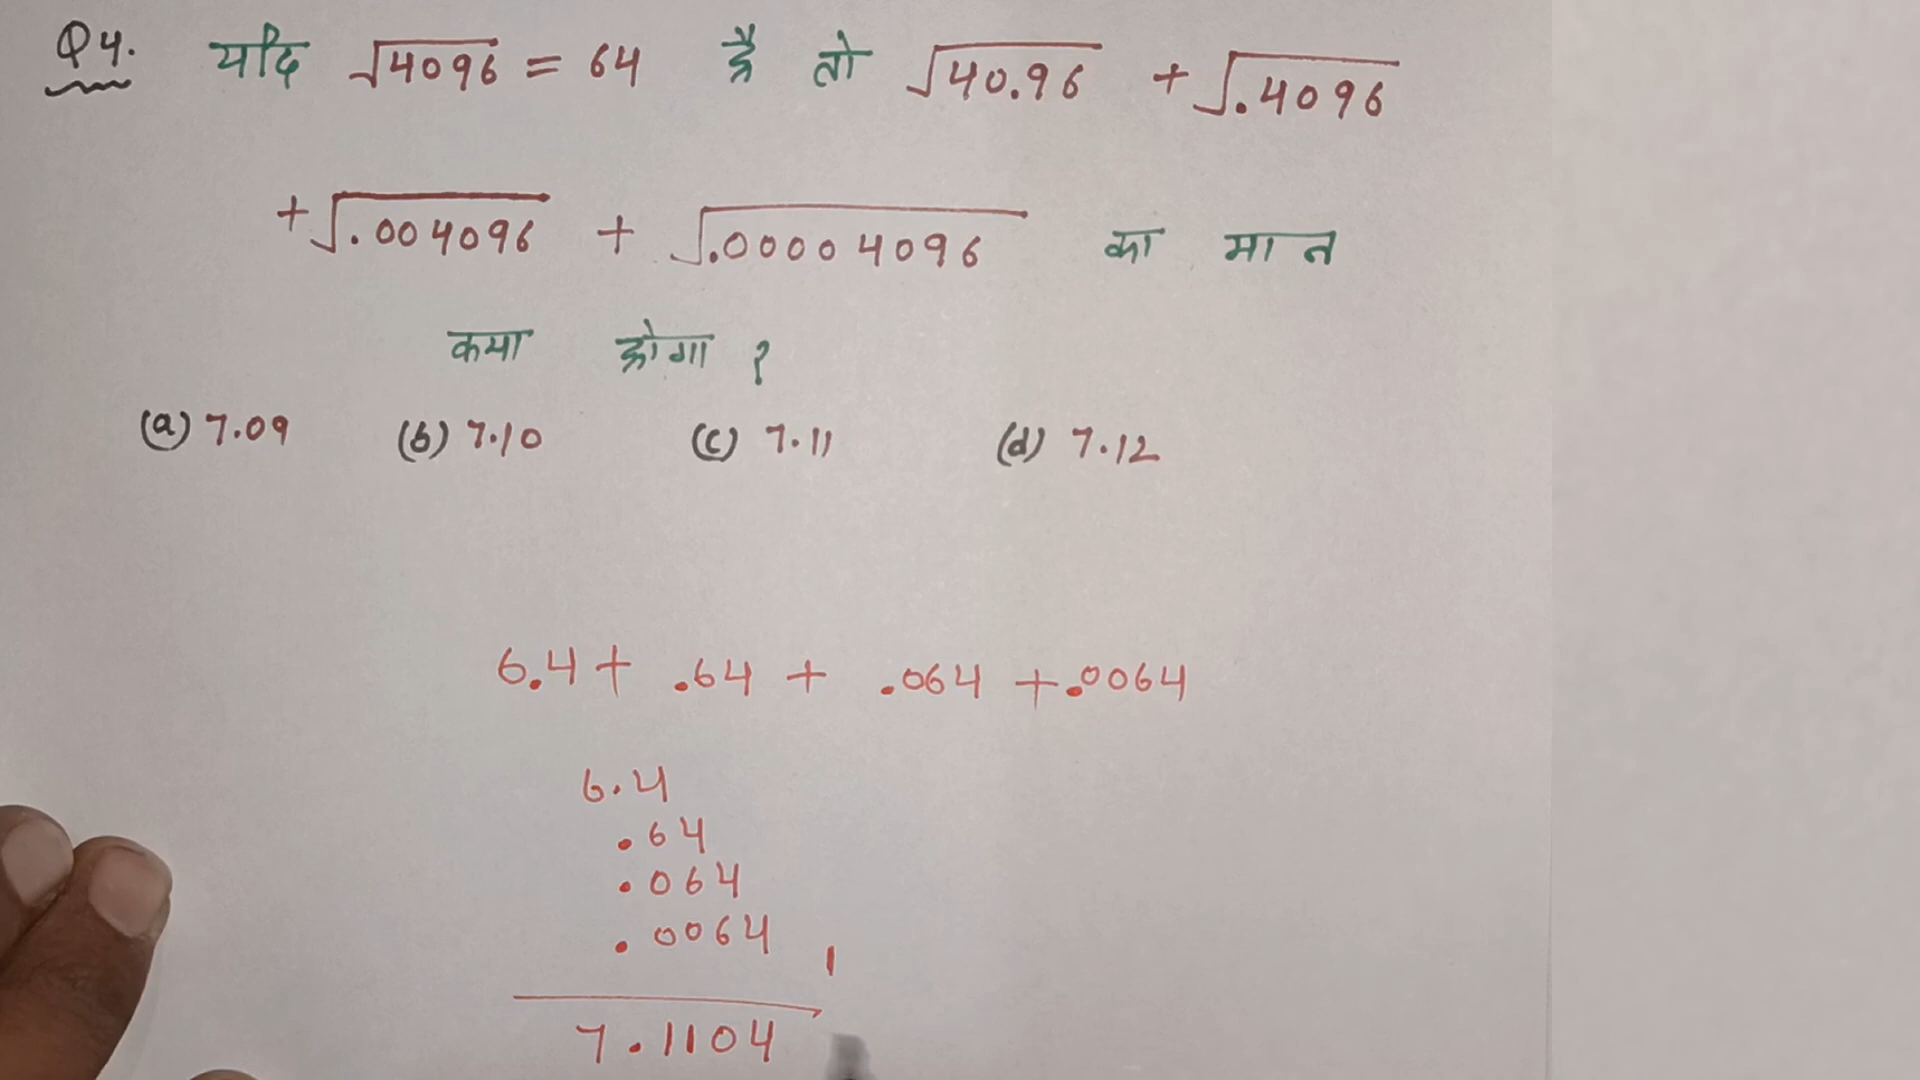 Q4. यदि √4096 = 64 है तो √40.96 + √.4096
+ √.004096 + √.00004096 का मान
क्या होगा ?
(a) 7.09 (b) 7.10 (c) 7.11 (d) 7.12
6.4 + .64 + .064 + .0064
6.4
.64
.064
.0064 1
7.1104